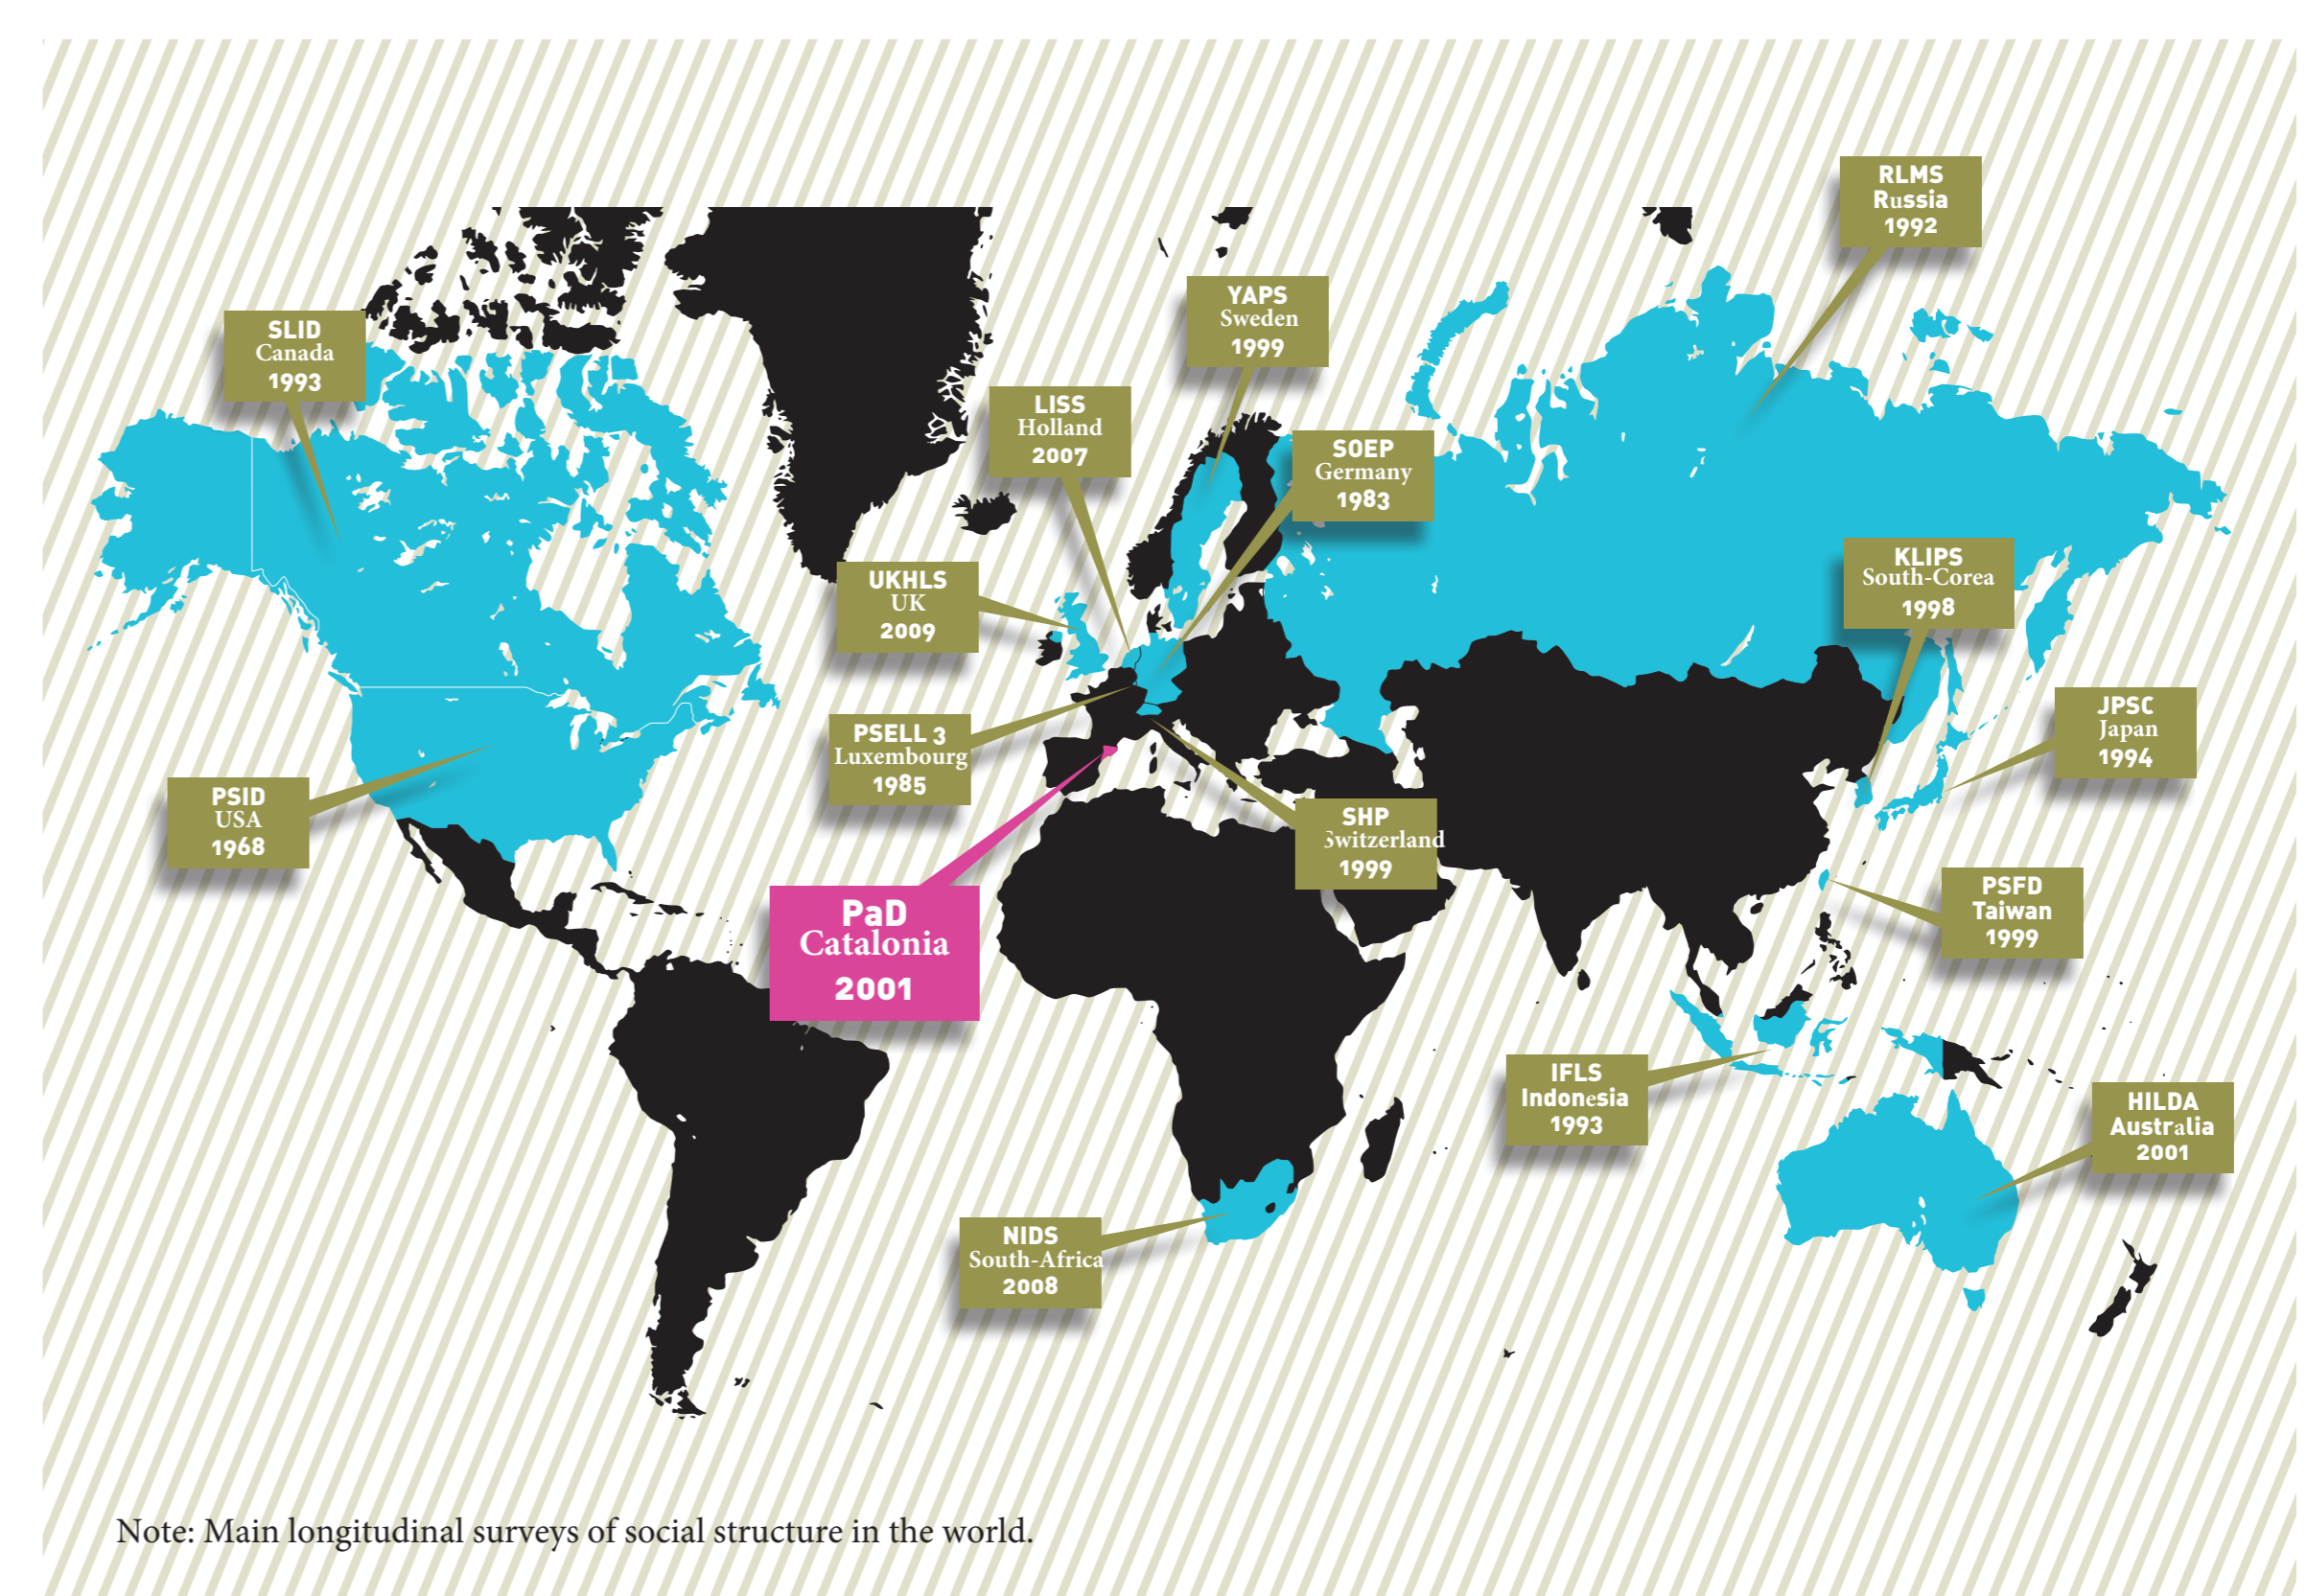 RLMS
Russia
1992
YAPS
Sweden
1999
SLID
Canada
1993
LISS
Holland
2007
SOEP
Germany
1983
KLIPS
South-Corea
1998
UKHLS
UK
2009
JPSC
Japan
1994
PSELL 3
Luxembourg
1985
PSID
USA
1968
SHP
Switzerland
1999
PSFD
Taiwan
1999
PaD
Catalonia
2001
IFLS
Indonesia
1993
HILDA
Australia
2001
NIDS
South-Africa
2008
Note: Main longitudinal surveys of social structure in the world.